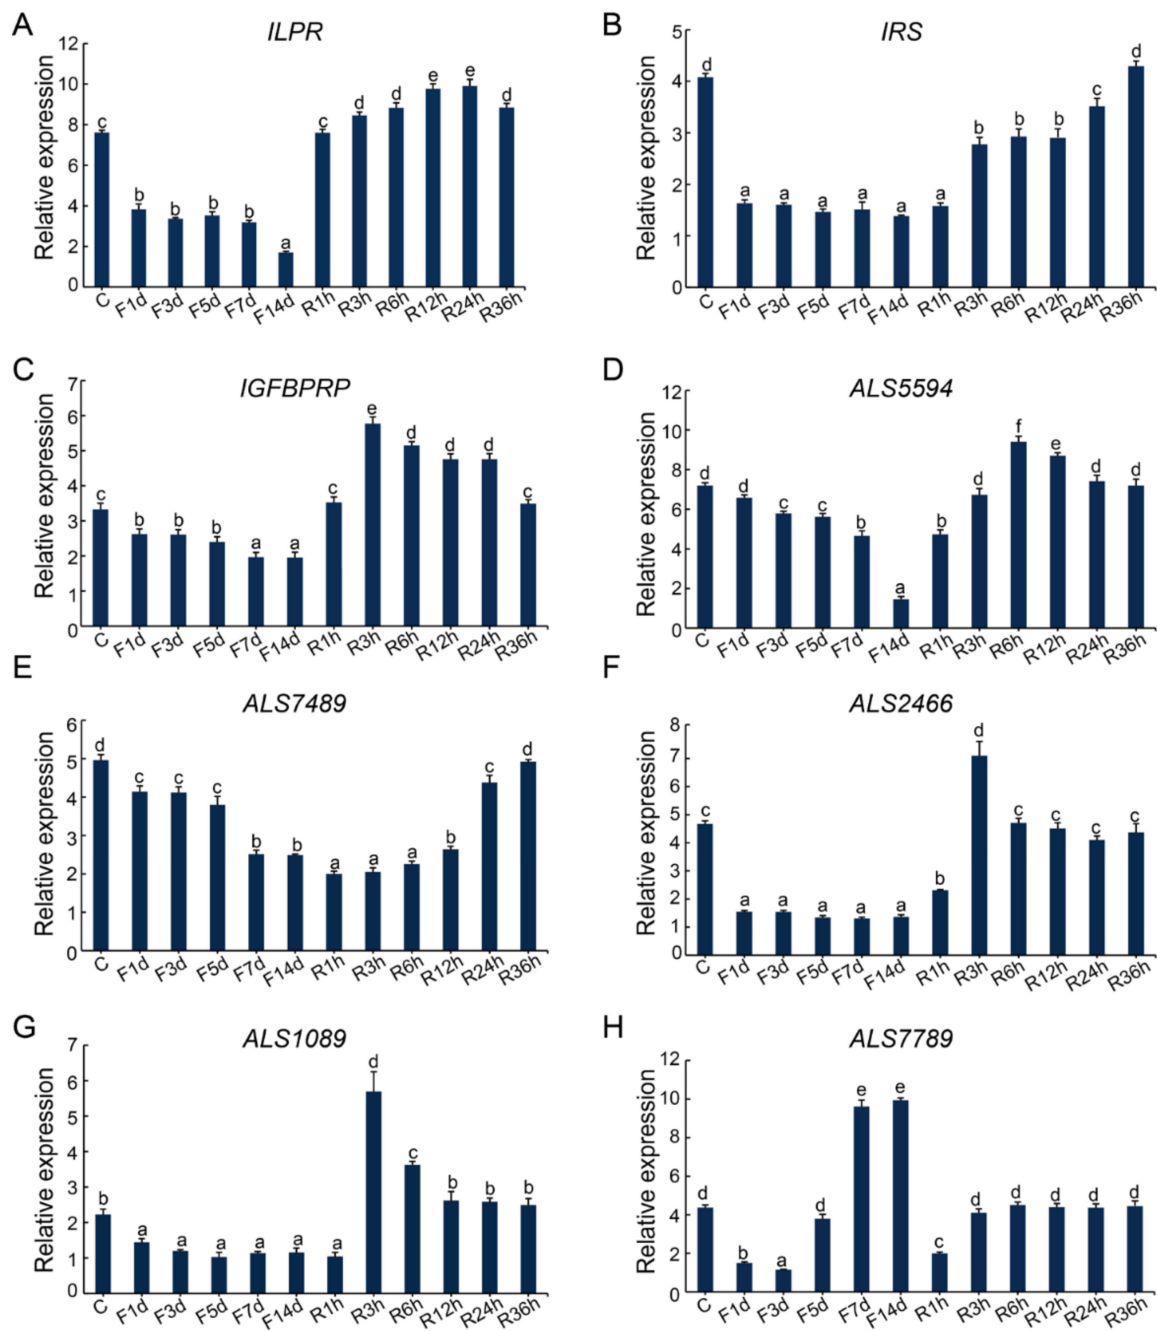 A
ILPR
Relative expression
12
10
8
6
4
2
0
c
b
b
b
b
a
c
d
d
e
e
d
C
F1d
F3d
F5d
F7d
F14d
R1h
R3h
R6h
R12h
R24h
R36h
B
IRS
Relative expression
5
4
3
2
1
0
d
a
a
a
a
a
a
b
b
b
c
d
C
F1d
F3d
F5d
F7d
F14d
R1h
R3h
R6h
R12h
R24h
R36h
C
IGFBPRP
Relative expression
7
6
5
4
3
2
1
0
c
b
b
b
a
a
c
e
d
d
d
c
C
F1d
F3d
F5d
F7d
F14d
R1h
R3h
R6h
R12h
R24h
R36h
D
ALS5594
Relative expression
12
10
8
6
4
2
0
d
d
c
c
b
a
b
d
f
e
d
d
C
F1d
F3d
F5d
F7d
F14d
R1h
R3h
R6h
R12h
R24h
R36h
E
ALS7489
Relative expression
6
5
4
3
2
1
0
d
c
c
c
b
b
a
a
a
b
c
d
C
F1d
F3d
F5d
F7d
F14d
R1h
R3h
R6h
R12h
R24h
R36h
F
ALS2466
Relative expression
8
7
6
5
4
3
2
1
0
c
a
a
a
a
a
b
d
c
c
c
c
C
F1d
F3d
F5d
F7d
F14d
R1h
R3h
R6h
R12h
R24h
R36h
G
ALS1089
Relative expression
7
6
5
4
3
2
1
0
b
a
a
a
a
a
a
d
c
b
b
b
C
F1d
F3d
F5d
F7d
F14d
R1h
R3h
R6h
R12h
R24h
R36h
H
ALS7789
Relative expression
12
10
8
6
4
2
0
d
b
a
d
e
e
c
d
d
d
d
d
C
F1d
F3d
F5d
F7d
F14d
R1h
R3h
R6h
R12h
R24h
R36h